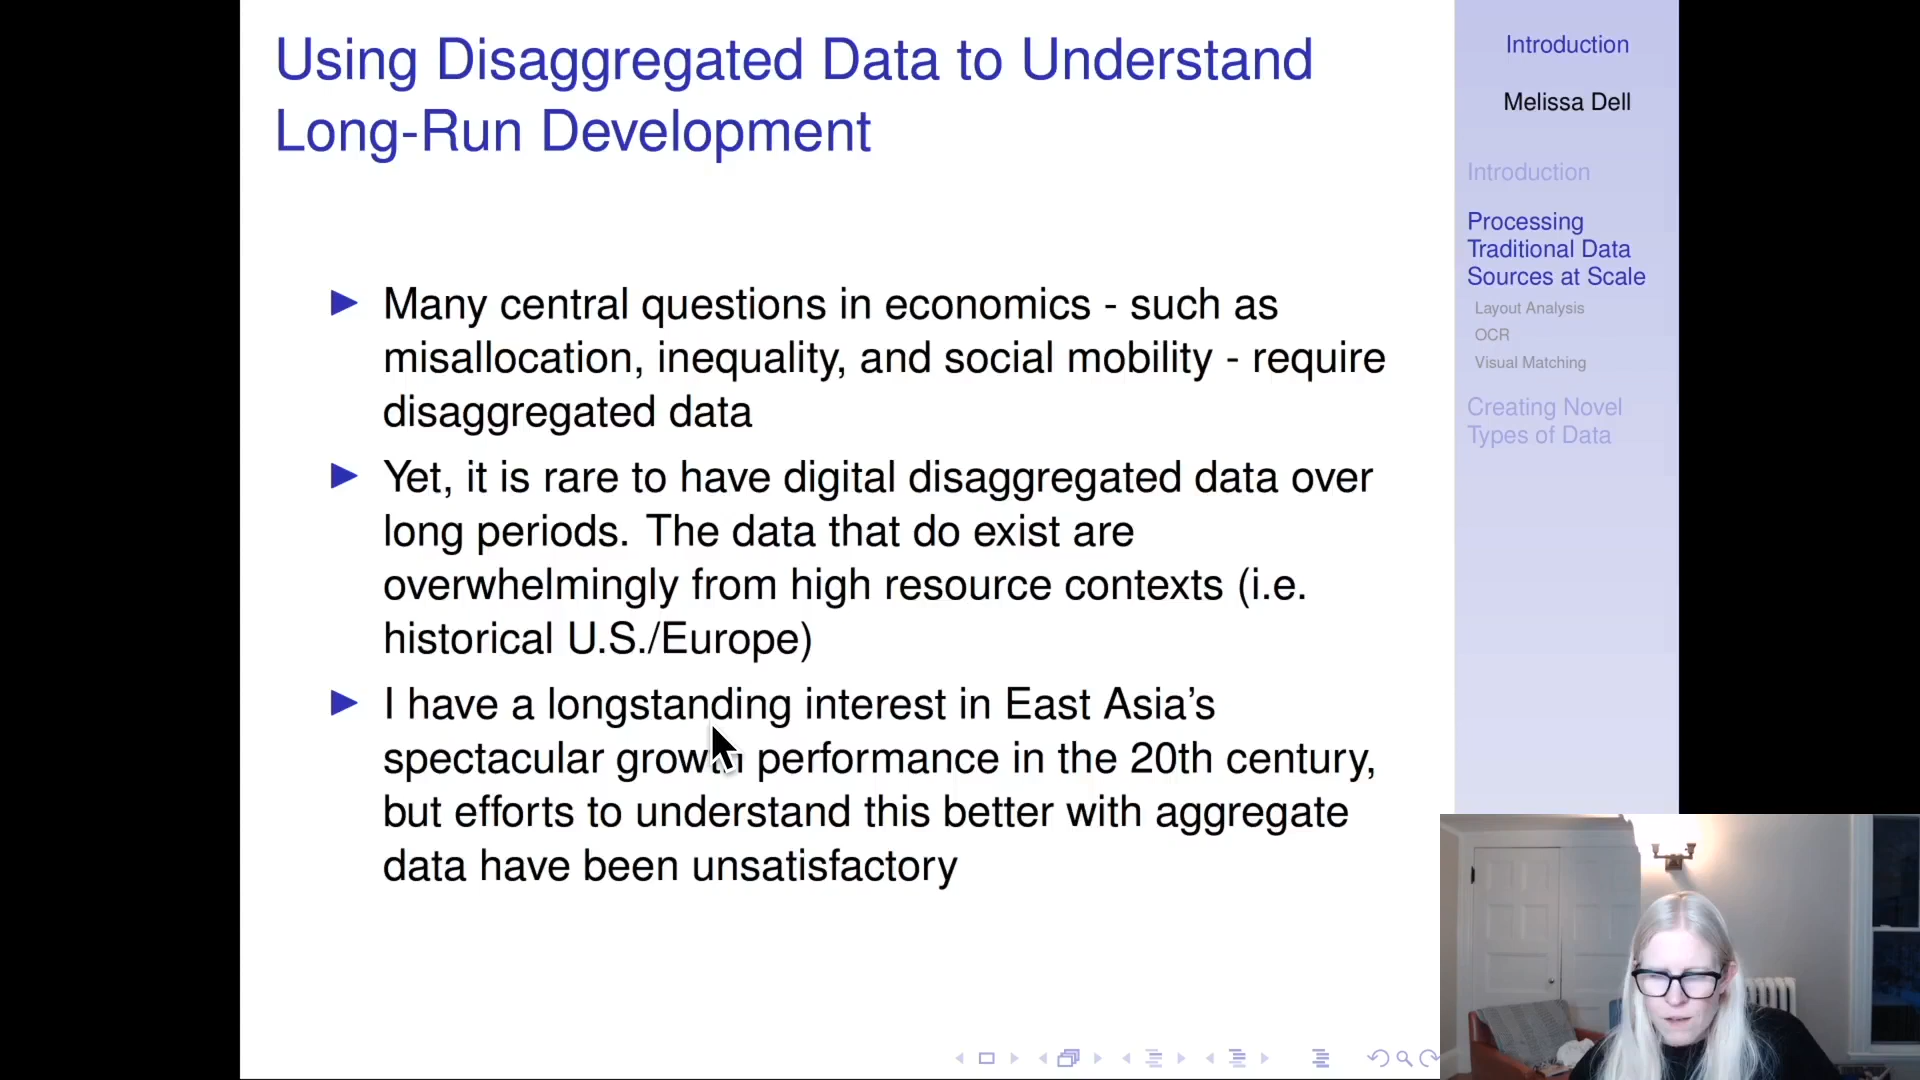 Using Disaggregated Data to Understand
Long-Run Development
Many central questions in economics - such as
misallocation, inequality, and social mobility - require
disaggregated data
Yet, it is rare to have digital disaggregated data over
long periods. The data that do exist are
overwhelmingly from high resource contexts (i.e.
historical U.S./Europe)
I have a longstanding interest in East Asia's
spectacular growth performance in the 20th century,
but efforts to understand this better with aggregate
data have been unsatisfactory
Introduction
Melissa Dell
Introduction
Processing
Traditional Data
Sources at Scale
Layout Analysis
OCR
Visual Matching
Creating Novel
Types of Data